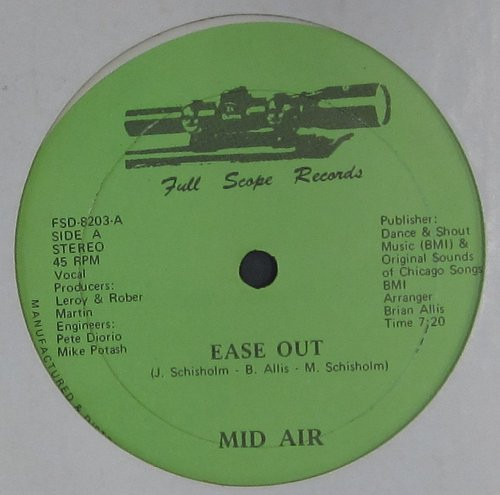 Full Scope Records
FSD-8203-A
SIDE A
STEREO
45 RPM
Vocal
Producers:
Leroy & Rober
Martin
Engineers:
Pete Diorio
Mike Potash
Publisher:
Dance & Shout
Music (BMI) &
Original Sounds
of Chicago Songs
BMI
Arranger
Brian Allis
Time 7:20
EASE OUT
(J. Schisholm - B. Allis - M. Schisholm)
MID AIR
MANUFACTURED &